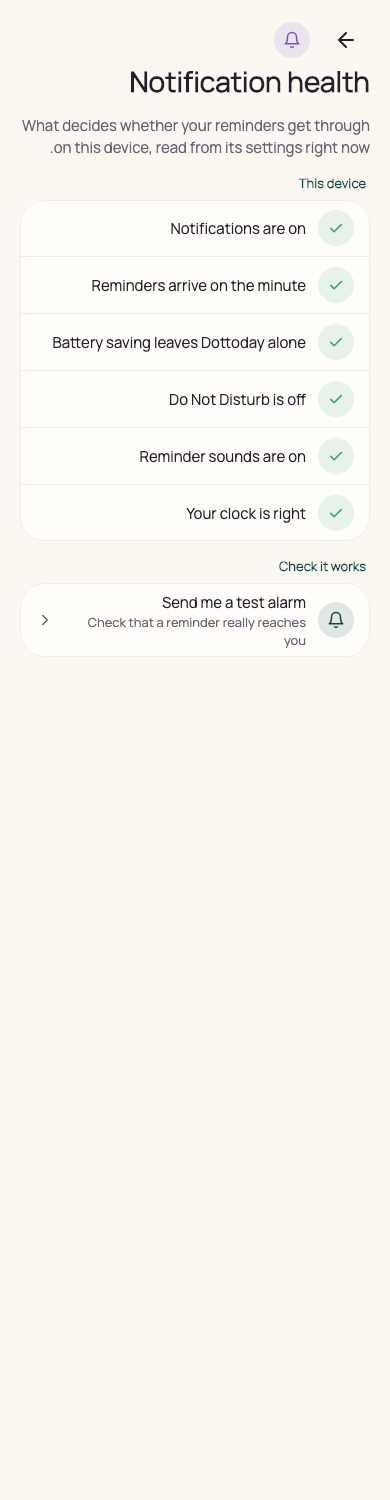 Notification health
What decides whether your reminders get through
on this device, read from its settings right now.
This device
Notifications are on
Reminders arrive on the minute
Battery saving leaves Dottoday alone
Do Not Disturb is off
Reminder sounds are on
Your clock is right
Check it works
Send me a test alarm
Check that a reminder really reaches
you